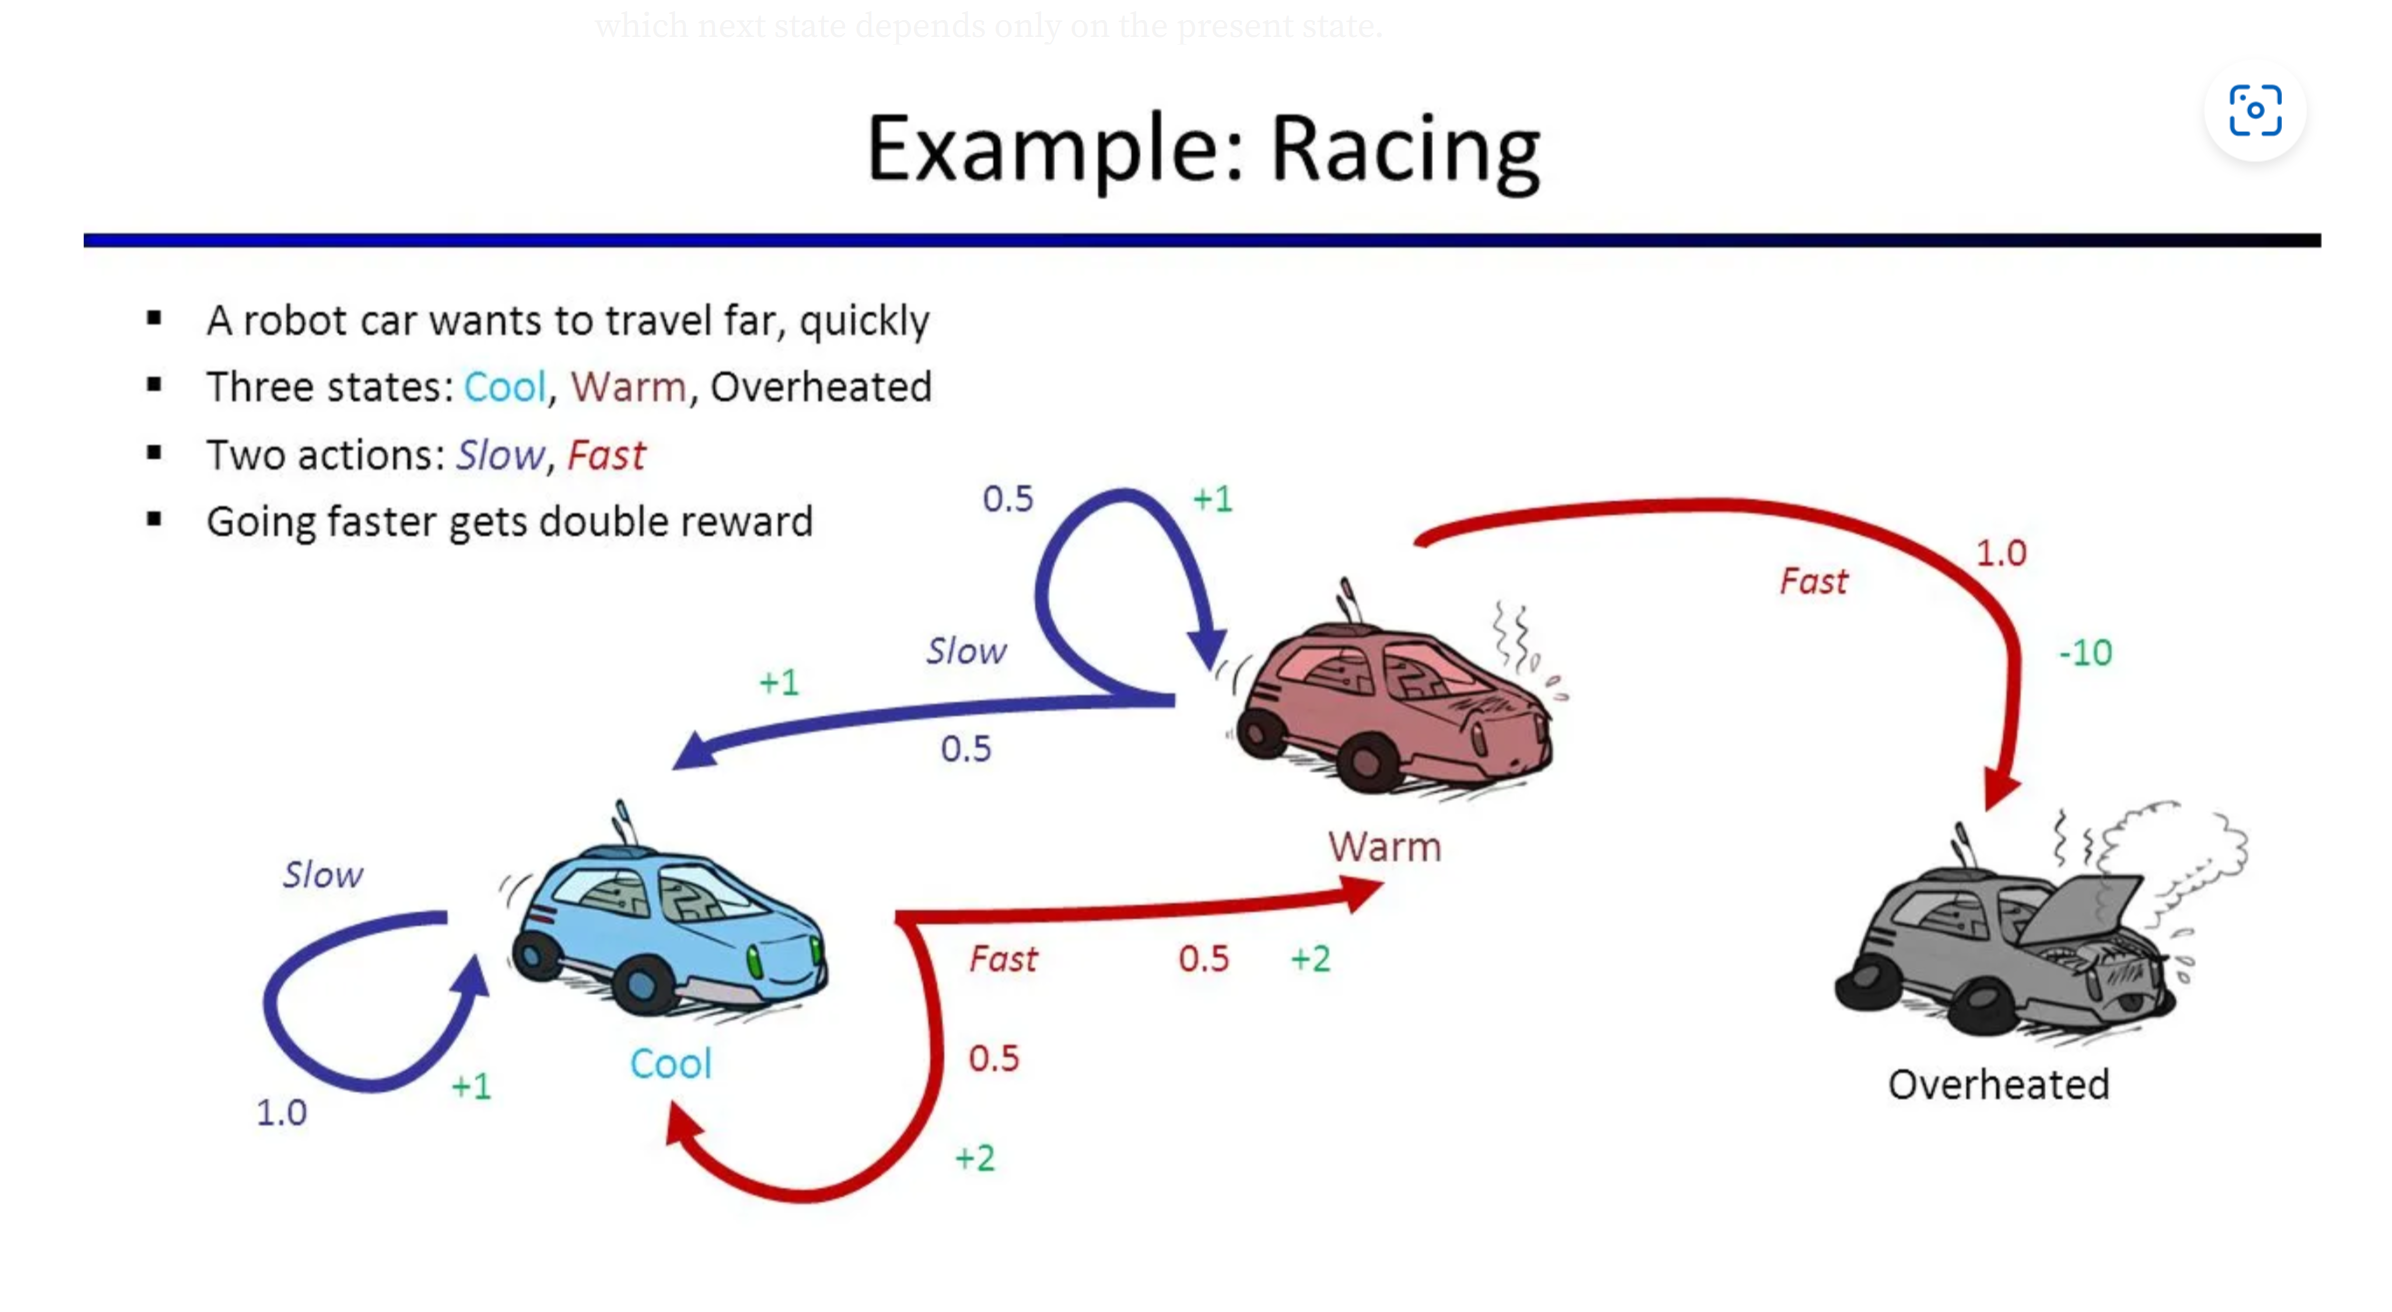 which next state depends only on the present state.
Example: Racing
A robot car wants to travel far, quickly
Three states: Cool, Warm, Overheated
Two actions: Slow, Fast
Going faster gets double reward
0.5
+1
Fast
1.0
-10
Slow
+1
0.5
Warm
Slow
Fast
0.5
+2
1.0
+1
Cool
0.5
+2
Overheated